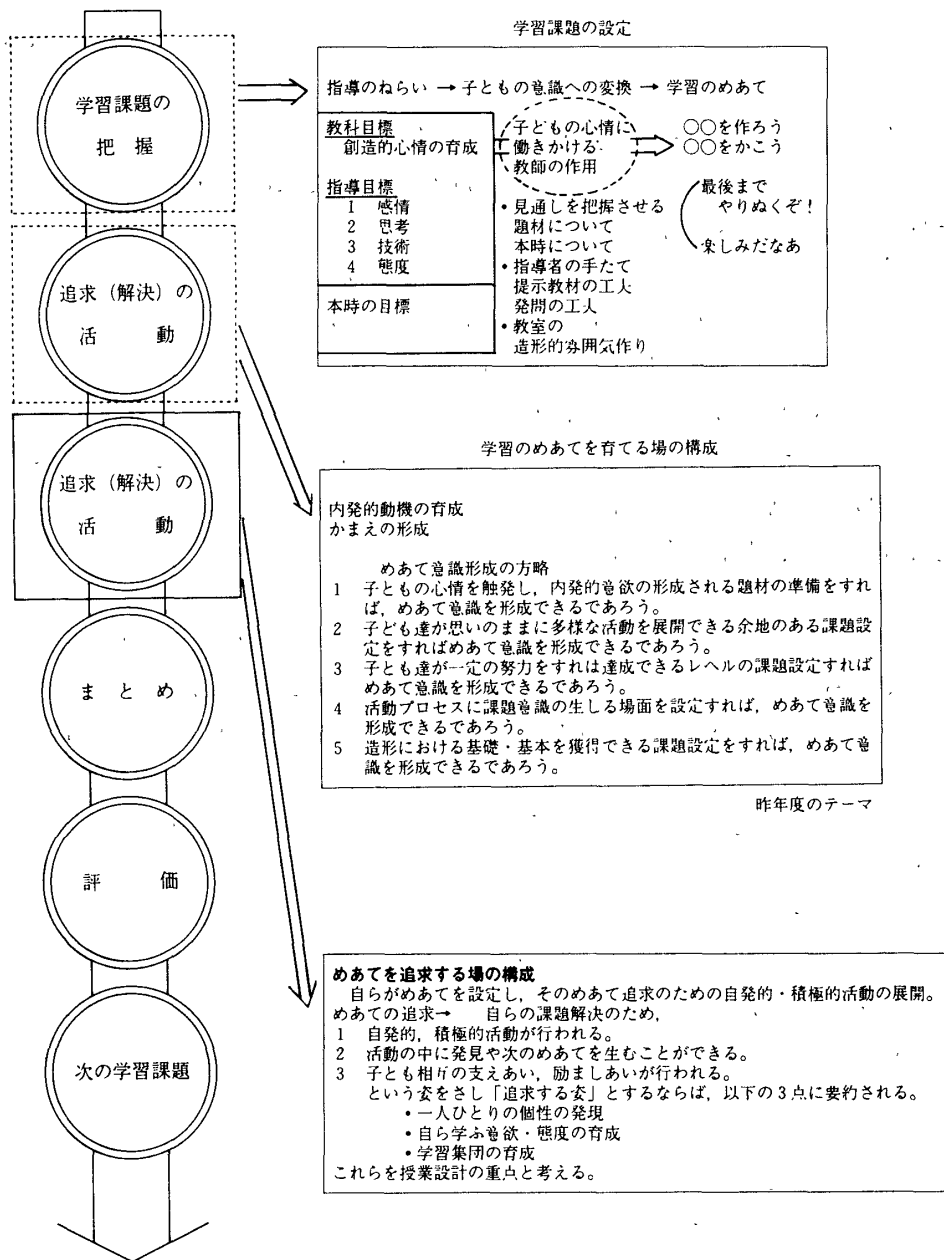 学習課題の
把握
追求(解決)の
活動
追求(解決)の
活動
まとめ
評価
次の学習課題
学習課題の設定
指導のねらい → 子どもの意識への変換 → 学習のめあて
教科目標
創造的心情の育成
指導目標
1 感情
2 思考
3 技術
4 態度
本時の目標
子どもの心情に
働きかける
教師の作用
・見通しを把握させる
題材について
本時について
・指導者の手だて
提示教材の工夫
発問の工夫
・教室の
造形的雰囲気作り
○○を作ろう
○○をかこう
最後まで
やりぬくぞ!
楽しみだなあ
学習のめあてを育てる場の構成
内発的動機の育成
かまえの形成
めあて意識形成の方略
1 子どもの心情を触発し,内発的意欲の形成される題材の準備をすれ
ば,めあて意識を形成できるであろう。
2 子ども達が思いのままに多様な活動を展開できる余地のある課題設
定をすればめあて意識を形成できるであろう。
3 子ども達が一定の努力をすれば達成できるレベルの課題設定すれば
めあて意識を形成できるであろう。
4 活動プロセスに課題意識の生じる場面を設定すれば,めあて意識を
形成できるであろう。
5 造形における基礎・基本を獲得できる課題設定をすれば,めあて意
識を形成できるであろう。
昨年度のテーマ
めあてを追求する場の構成
自らがめあてを設定し,そのめあて追求のための自発的・積極的活動の展開。
めあての追求→ 自らの課題解決のため,
1 自発的,積極的活動が行われる。
2 活動の中に発見や次のめあてを生むことができる。
3 子ども相互の支えあい,励ましあいが行われる。
という姿をさし「追求する姿」とするならば,以下の3点に要約される。
・一人ひとりの個性の発現
・自ら学ぶ意欲・態度の育成
・学習集団の育成
これらを授業設計の重点と考える。